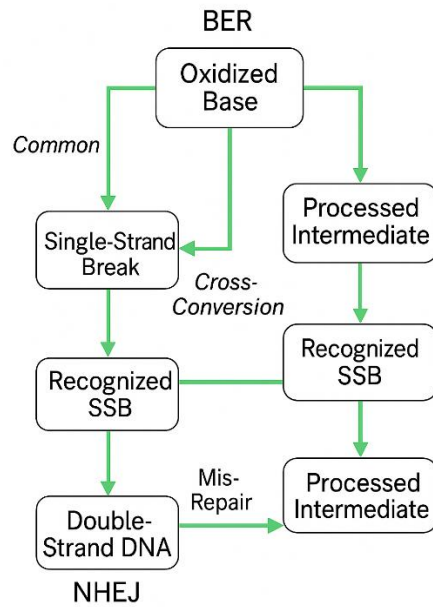 BER
Oxidized
Base
Common
Processed
Intermediate
Single-Strand
Break
Cross-
Conversion
Recognized
SSB
Recognized
SSB
Mis-
Repair
Processed
Intermediate
Double-
Strand DNA
NHEJ